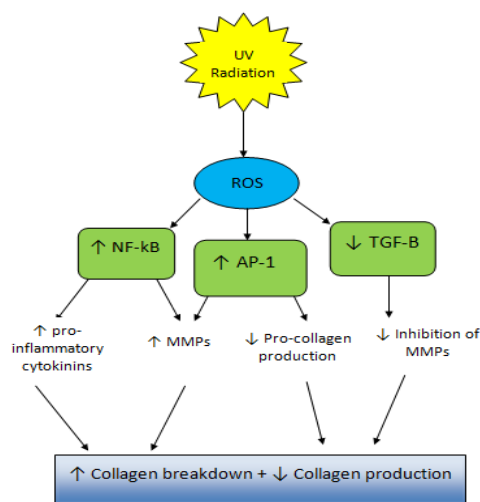 UV
Radiation
ROS
↑ NF-kB
↑ AP-1
↓ TGF-B
↑ pro-
inflammatory
cytokinins
↑ MMPs
↓ Pro-collagen
production
↓ Inhibition of
MMPs
↑ Collagen breakdown + ↓ Collagen production